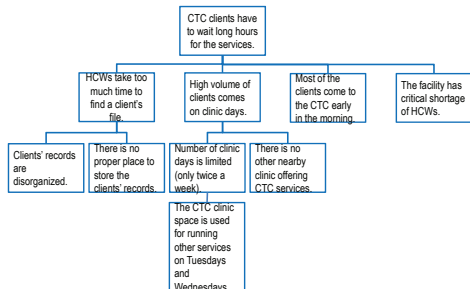 CTC clients have
to wait long hours
for the services.
HCWs take too
much time to
find a client's
file.
High volume of
clients comes
on clinic days.
Most of the
clients come to
the CTC early
in the morning.
The facility has
critical shortage
of HCWs.
Clients' records
are
disorganized.
There is no
proper place to
store the
clients' records.
Number of clinic
days is limited
(only twice a
week).
There is no
other nearby
clinic offering
CTC services.
The CTC clinic
space is used
for running
other services
on Tuesdays
and
Wednesdays